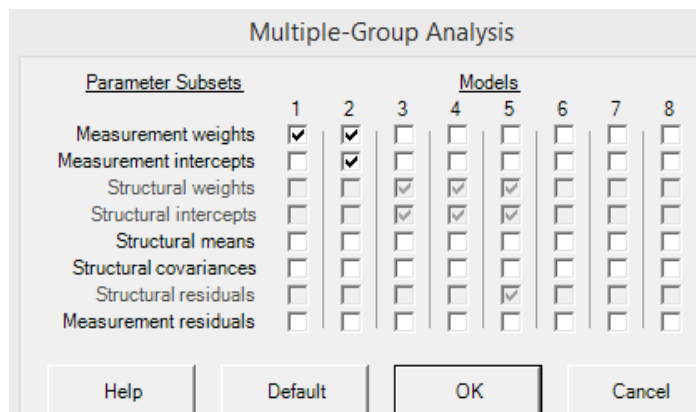 Multiple-Group Analysis
Parameter Subsets Models
1 2 3 4 5 6 7 8
Measurement weights
Measurement intercepts
Structural weights
Structural intercepts
Structural means
Structural covariances
Structural residuals
Measurement residuals
Help Default OK Cancel